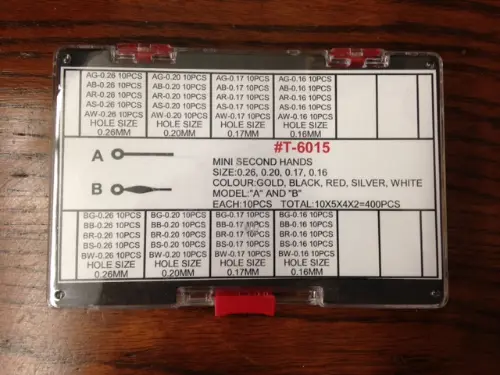 AG-0.26 10PCS AG-0.20 10PCS AG-0.17 10PCS AG-0.16 10PCS
AB-0.26 10PCS AB-0.20 10PCS AB-0.17 10PCS AB-0.16 10PCS
AR-0.26 10PCS AR-0.20 10PCS AR-0.17 10PCS AR-0.16 10PCS
AS-0.26 10PCS AS-0.20 10PCS AS-0.17 10PCS AS-0.16 10PCS
AW-0.26 10PCS AW-0.20 10PCS AW-0.17 10PCS AW-0.16 10PCS
HOLE SIZE HOLE SIZE HOLE SIZE HOLE SIZE
0.26MM 0.20MM 0.17MM 0.16MM
#T-6015
A
MINI SECOND HANDS
SIZE:0.26, 0.20, 0.17, 0.16
COLOUR:GOLD, BLACK, RED, SILVER, WHITE
B
MODEL:"A" AND "B"
EACH:10PCS TOTAL:10X5X4X2=400PCS
BG-0.26 10PCS BG-0.20 10PCS BG-0.17 10PCS BG-0.16 10PCS
BB-0.26 10PCS BB-0.20 10PCS BB-0.17 10PCS BB-0.16 10PCS
BR-0.26 10PCS BR-0.20 10PCS BR-0.17 10PCS BR-0.16 10PCS
BS-0.26 10PCS BS-0.20 10PCS BS-0.17 10PCS BS-0.16 10PCS
BW-0.26 10PCS BW-0.20 10PCS BW-0.17 10PCS BW-0.16 10PCS
HOLE SIZE HOLE SIZE HOLE SIZE HOLE SIZE
0.26MM 0.20MM 0.17MM 0.16MM